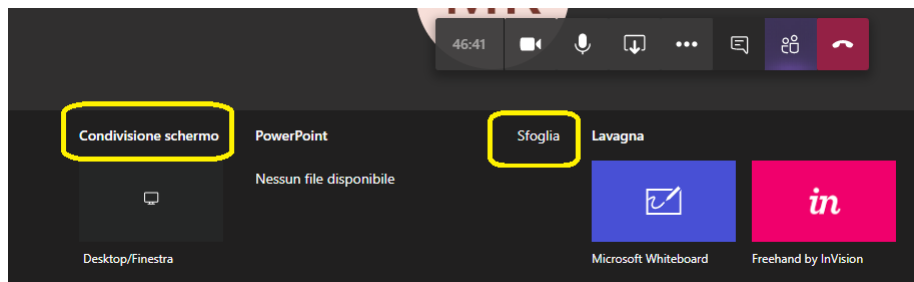 46:41
Condivisione schermo
PowerPoint
Sfoglia
Lavagna
Nessun file disponibile
in
Desktop/Finestra
Microsoft Whiteboard
Freehand by InVision